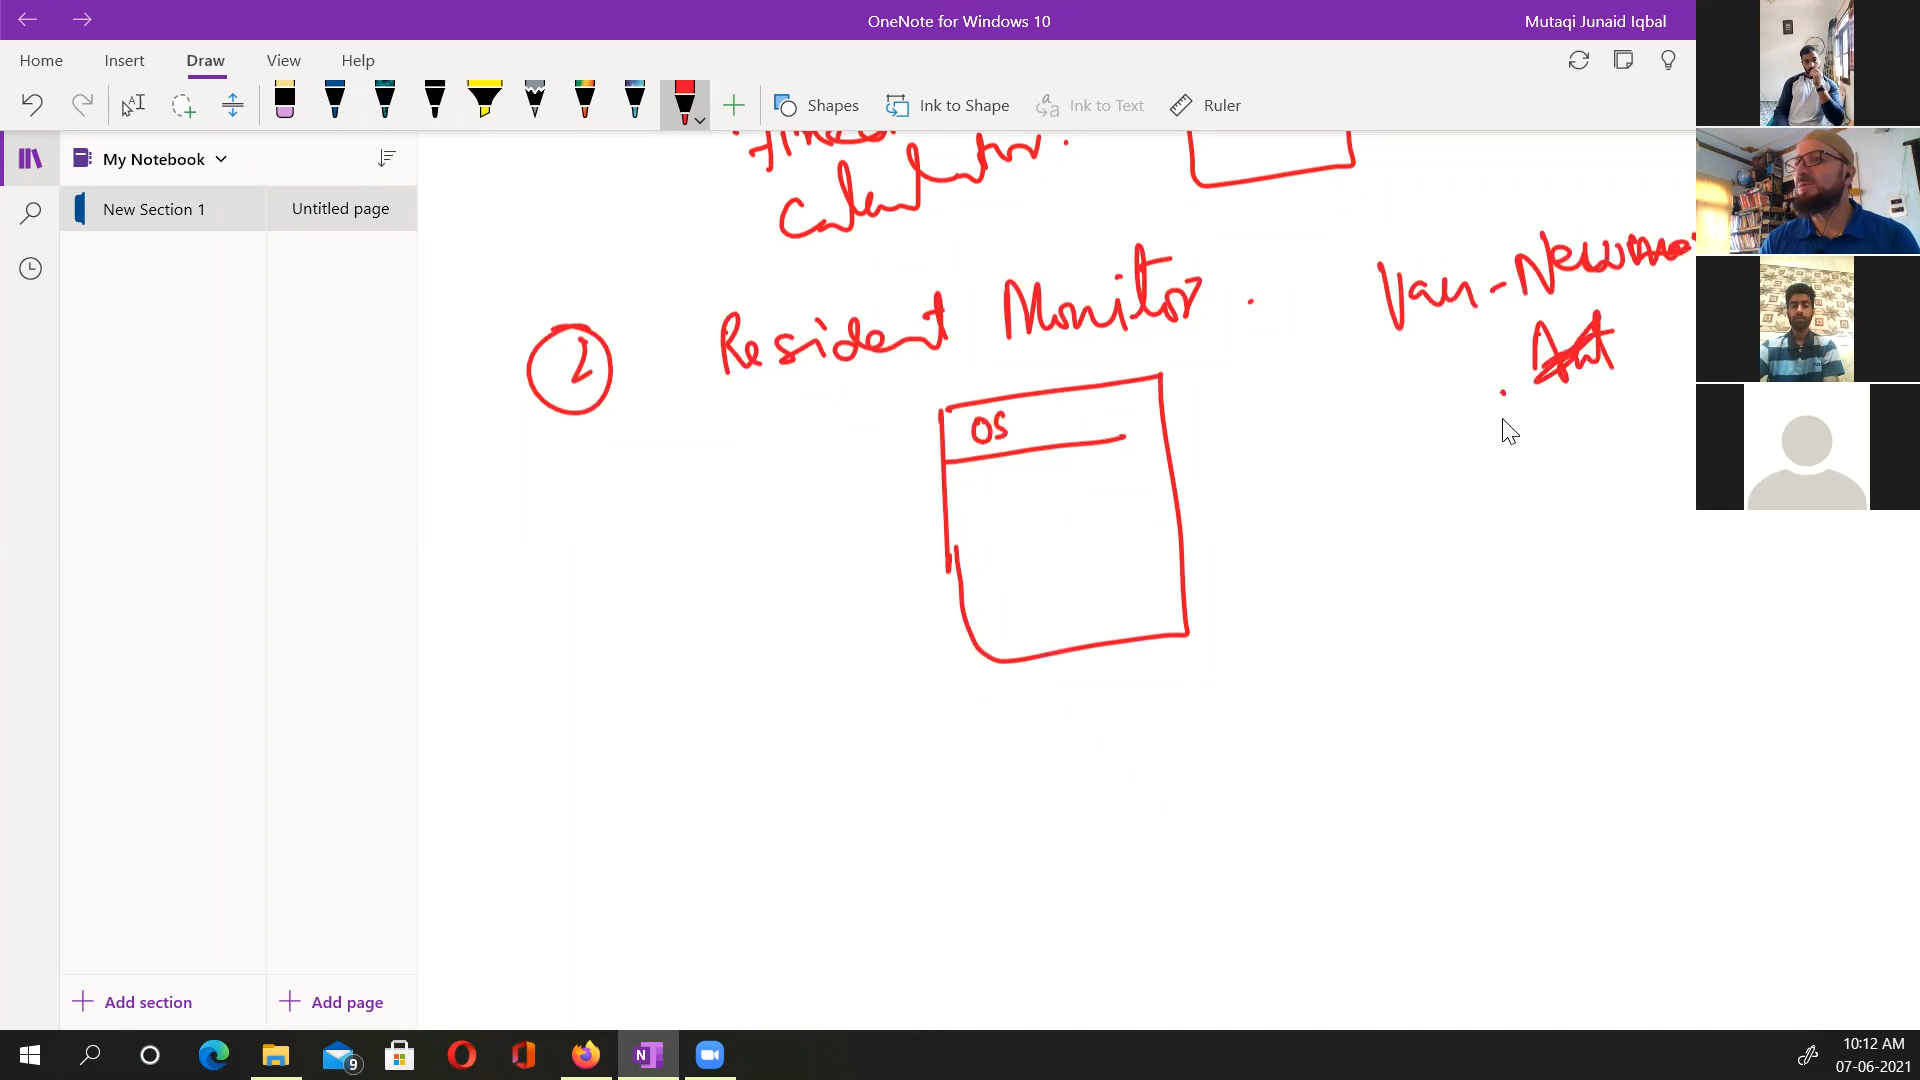 OneNote for Windows 10
Mutaqi Junaid Iqbal
Home Insert Draw View Help
Shapes Ink to Shape Ink to Text Ruler
My Notebook
New Section 1
Untitled page
Calculator.
Resident Monitor.
Van-
2
OS
Add section
Add page
9
N
10:12 AM
07-06-2021